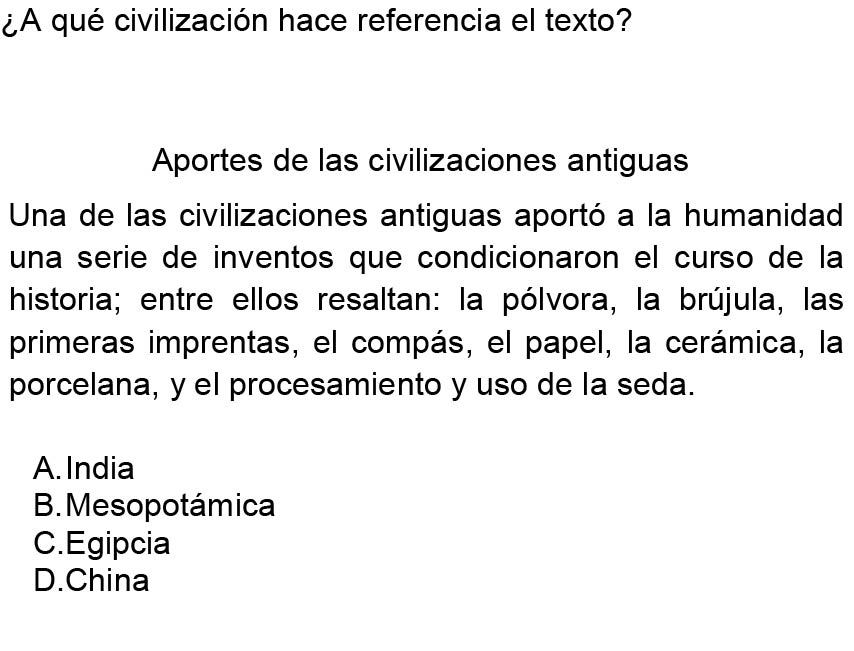 ¿A qué civilización hace referencia el texto?
Aportes de las civilizaciones antiguas
Una de las civilizaciones antiguas aportó a la humanidad
una serie de inventos que condicionaron el curso de la
historia; entre ellos resaltan: la pólvora, la brújula, las
primeras imprentas, el compás, el papel, la cerámica, la
porcelana, y el procesamiento y uso de la seda.
A.India
B.Mesopotámica
C.Egipcia
D.China